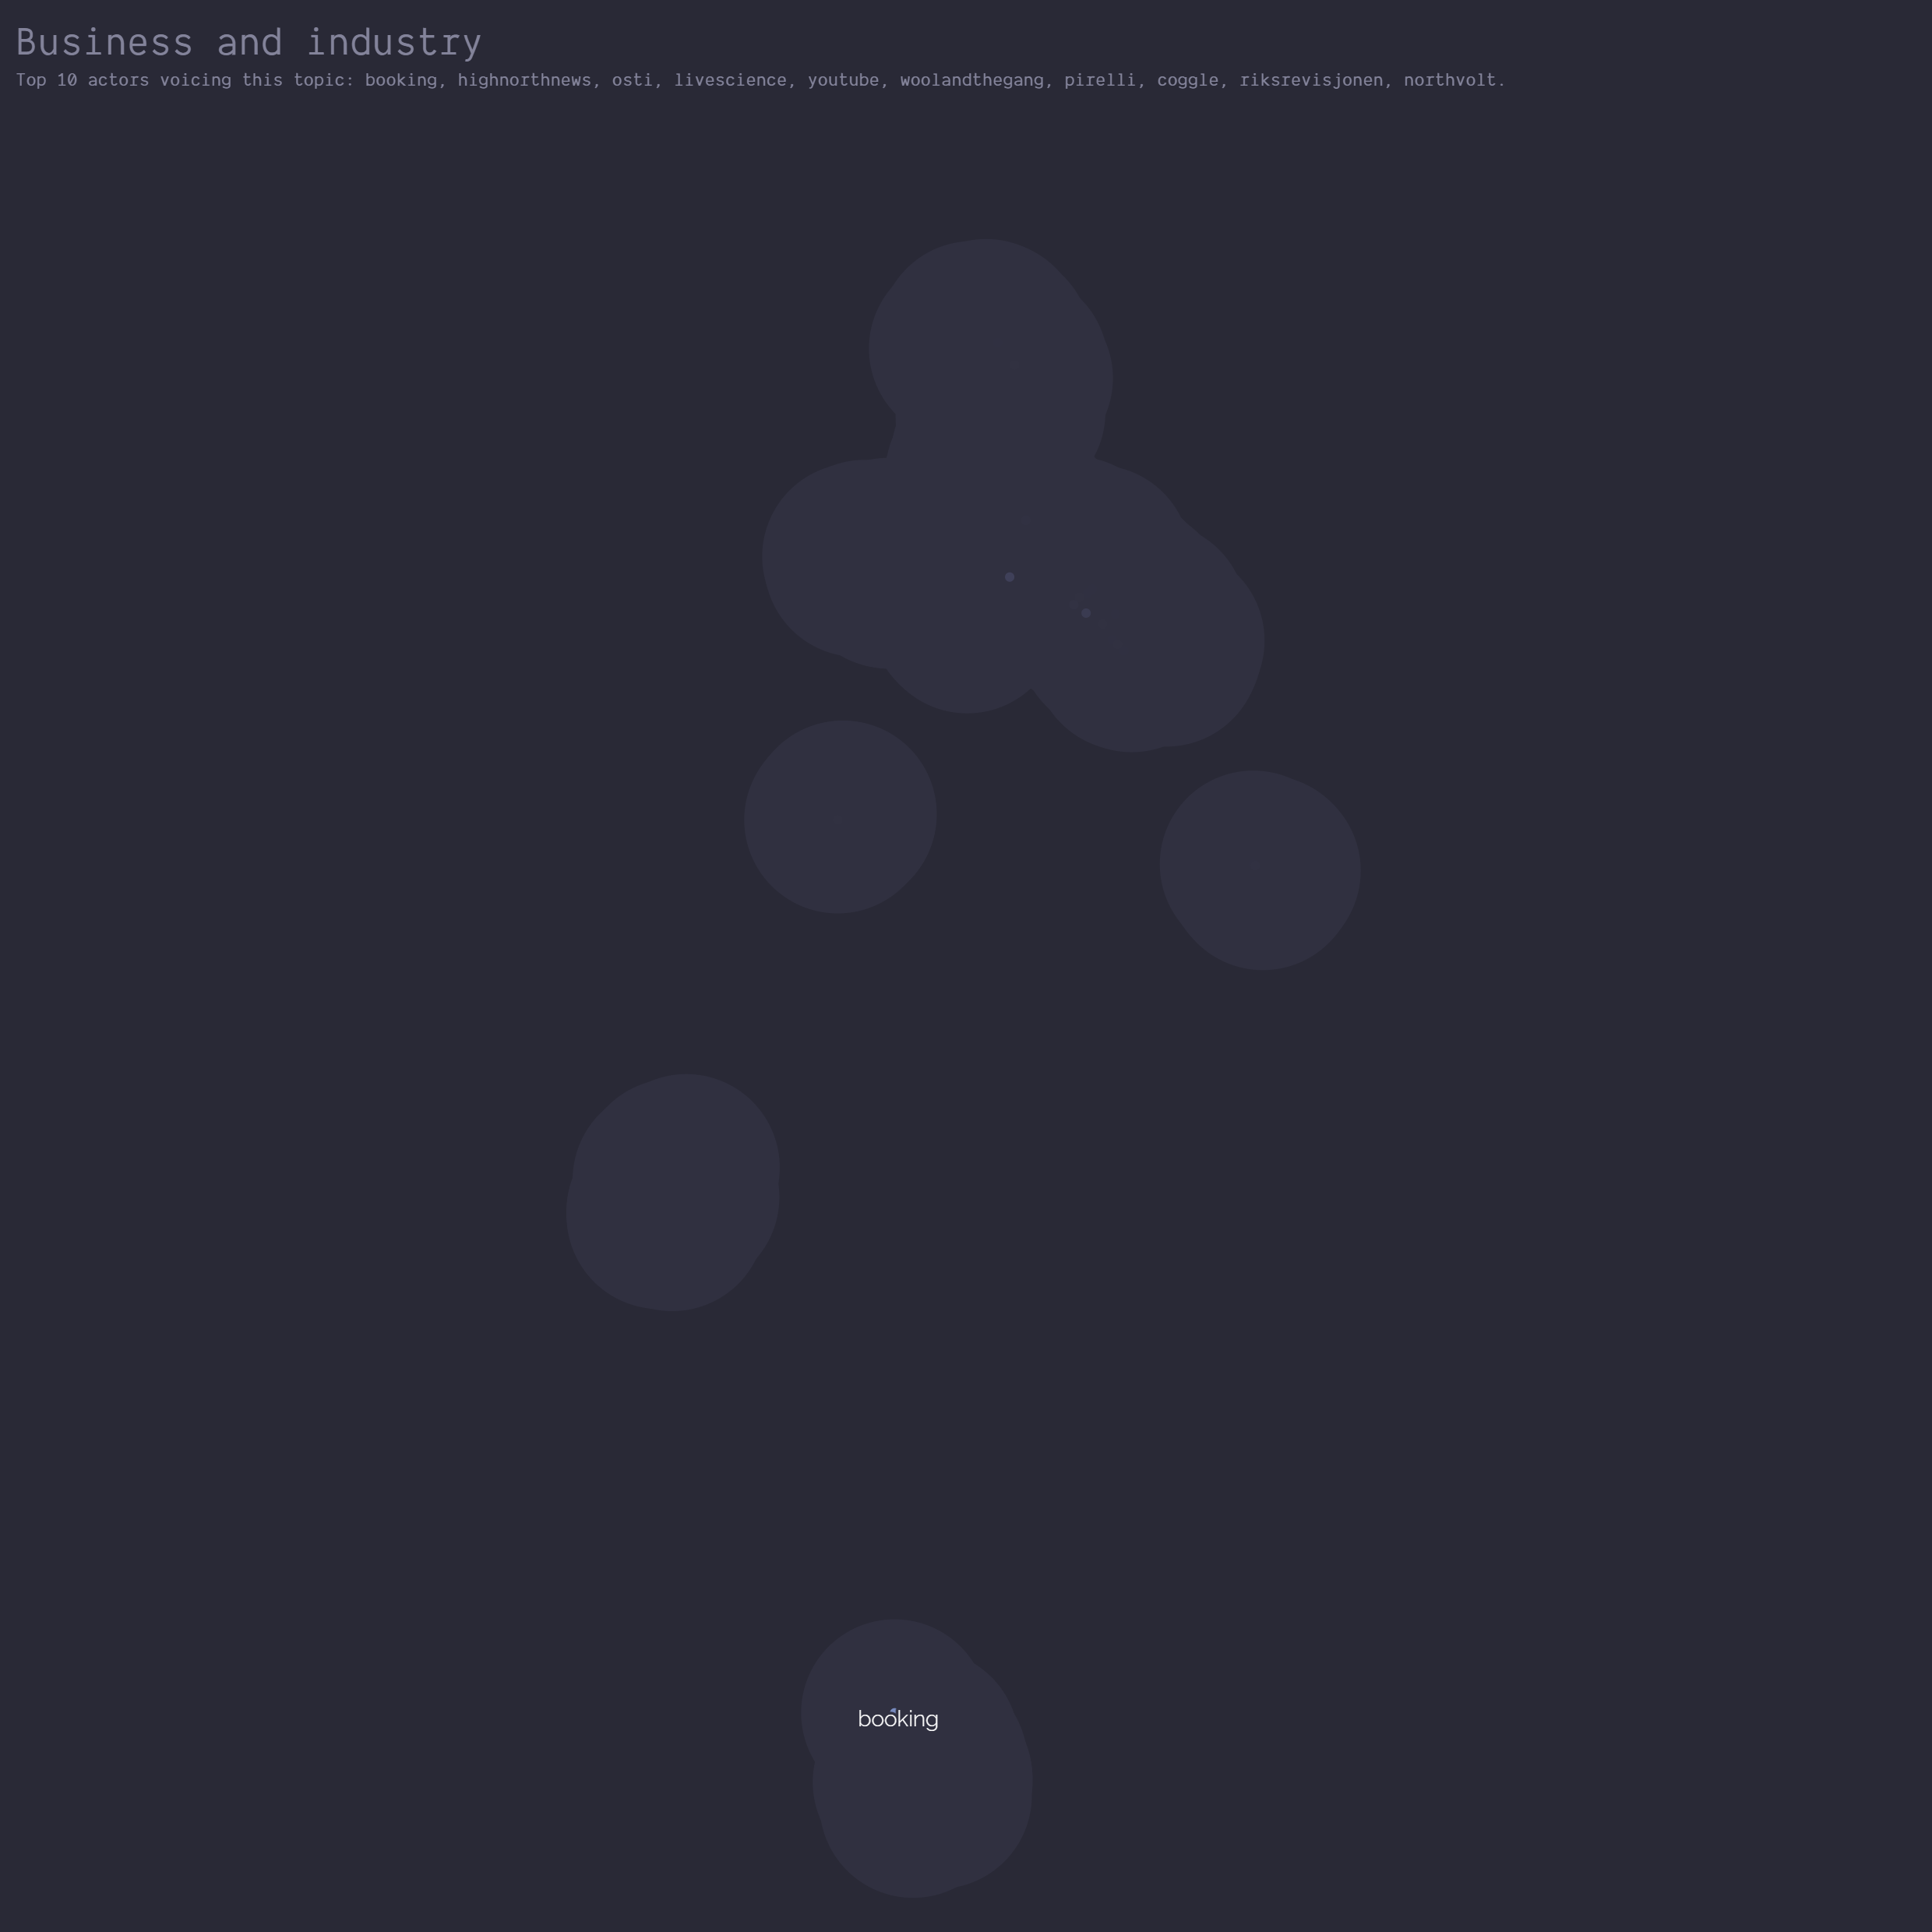 Business and industry
Top 10 actors voicing this topic: booking, highnorthnews, osti, livescience, youtube, woolandthegang, pirelli, coggle, riksrevisjonen, northvolt.
booking